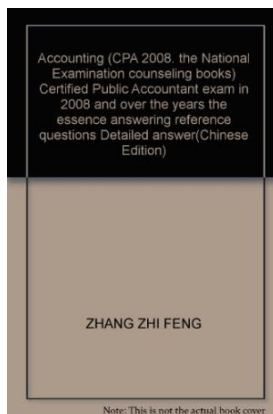 Accounting (CPA 2008. the National
Examination counseling books)
Certified Public Accountant exam in
2008 and over the years the
essence answering reference
questions Detailed answer(Chinese
Edition)
ZHANG ZHI FENG
Note: This is not the actual book cover